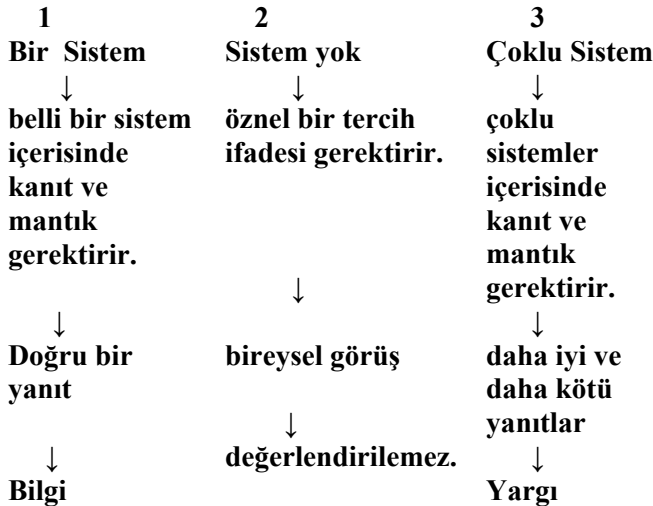 1
Bir Sistem
↓
belli bir sistem
içerisinde
kanıt ve
mantık
gerektirir.
↓
Doğru bir
yanıt
↓
Bilgi
2
Sistem yok
↓
öznel bir tercih
ifadesi gerektirir.
↓
bireysel görüş
↓
değerlendirilemez.
3
Çoklu Sistem
↓
çoklu
sistemler
içerisinde
kanıt ve
mantık
gerektirir.
↓
daha iyi ve
daha kötü
yanıtlar
↓
Yargı